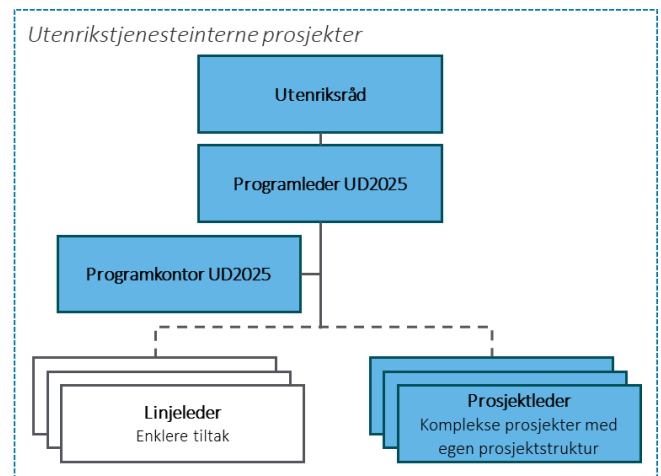 Utenrikstjenesteinterne prosjekter
Utenriksråd
Programleder UD2025
Programkontor UD2025
Linjeleder
Enklere tiltak
Prosjektleder
Komplekse prosjekter med
egen prosjektstruktur